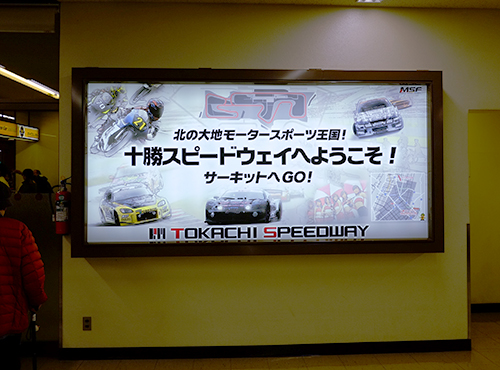 MSF
北の大地モータースポーツ王国!
十勝スピードウェイへようこそ!
サーキットへGO!
TOKACHI SPEEDWAY